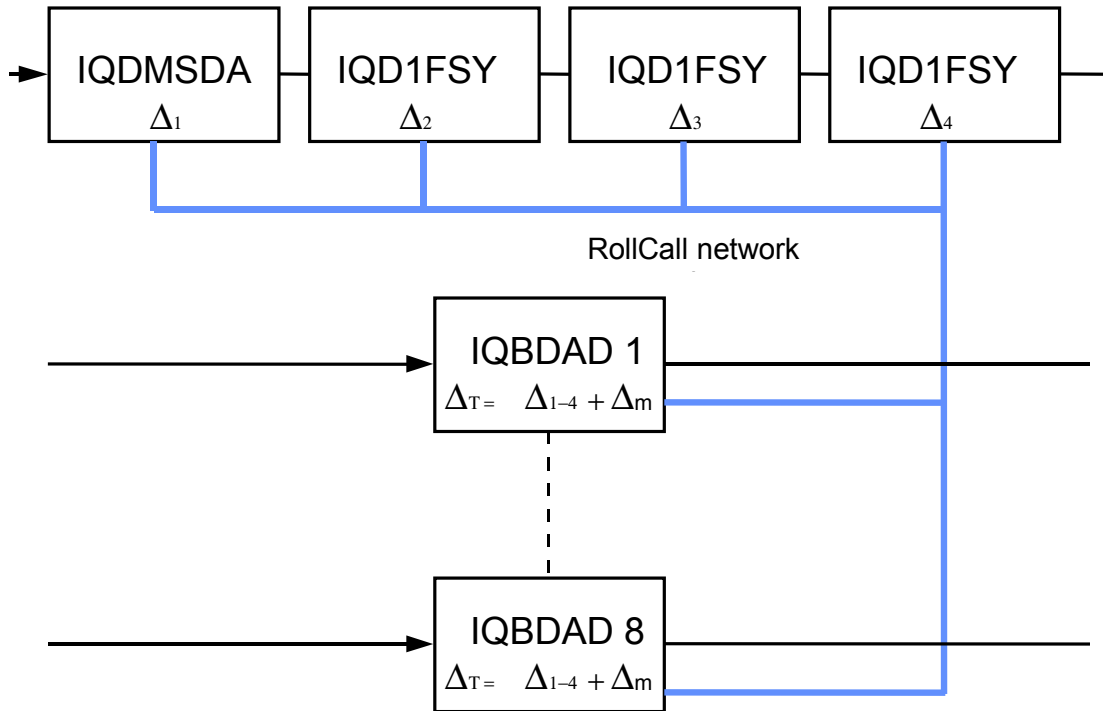 IQDMSDA IQD1FSY IQD1FSY IQD1FSY
Δ1 Δ2 Δ3 Δ4
RollCall network
IQBDAD 1
ΔT = Δ1–4 + Δm
IQBDAD 8
ΔT = Δ1–4 + Δm